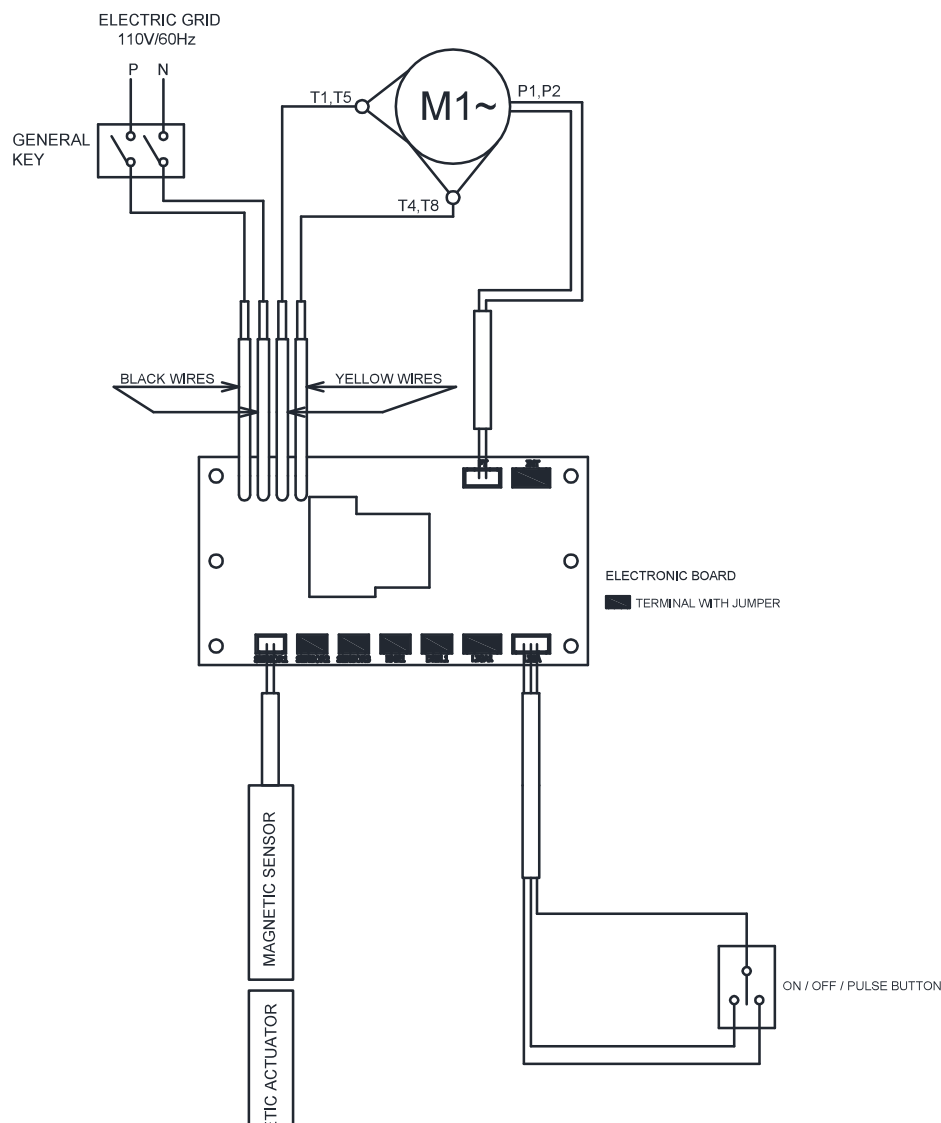 ELECTRIC GRID
110V/60Hz
P N
GENERAL
KEY
T1,T5
M1~
P1,P2
T4,T8
BLACK WIRES
YELLOW WIRES
ELECTRONIC BOARD
TERMINAL WITH JUMPER
MAGNETIC SENSOR
ON / OFF / PULSE BUTTON
ETIC ACTUATOR